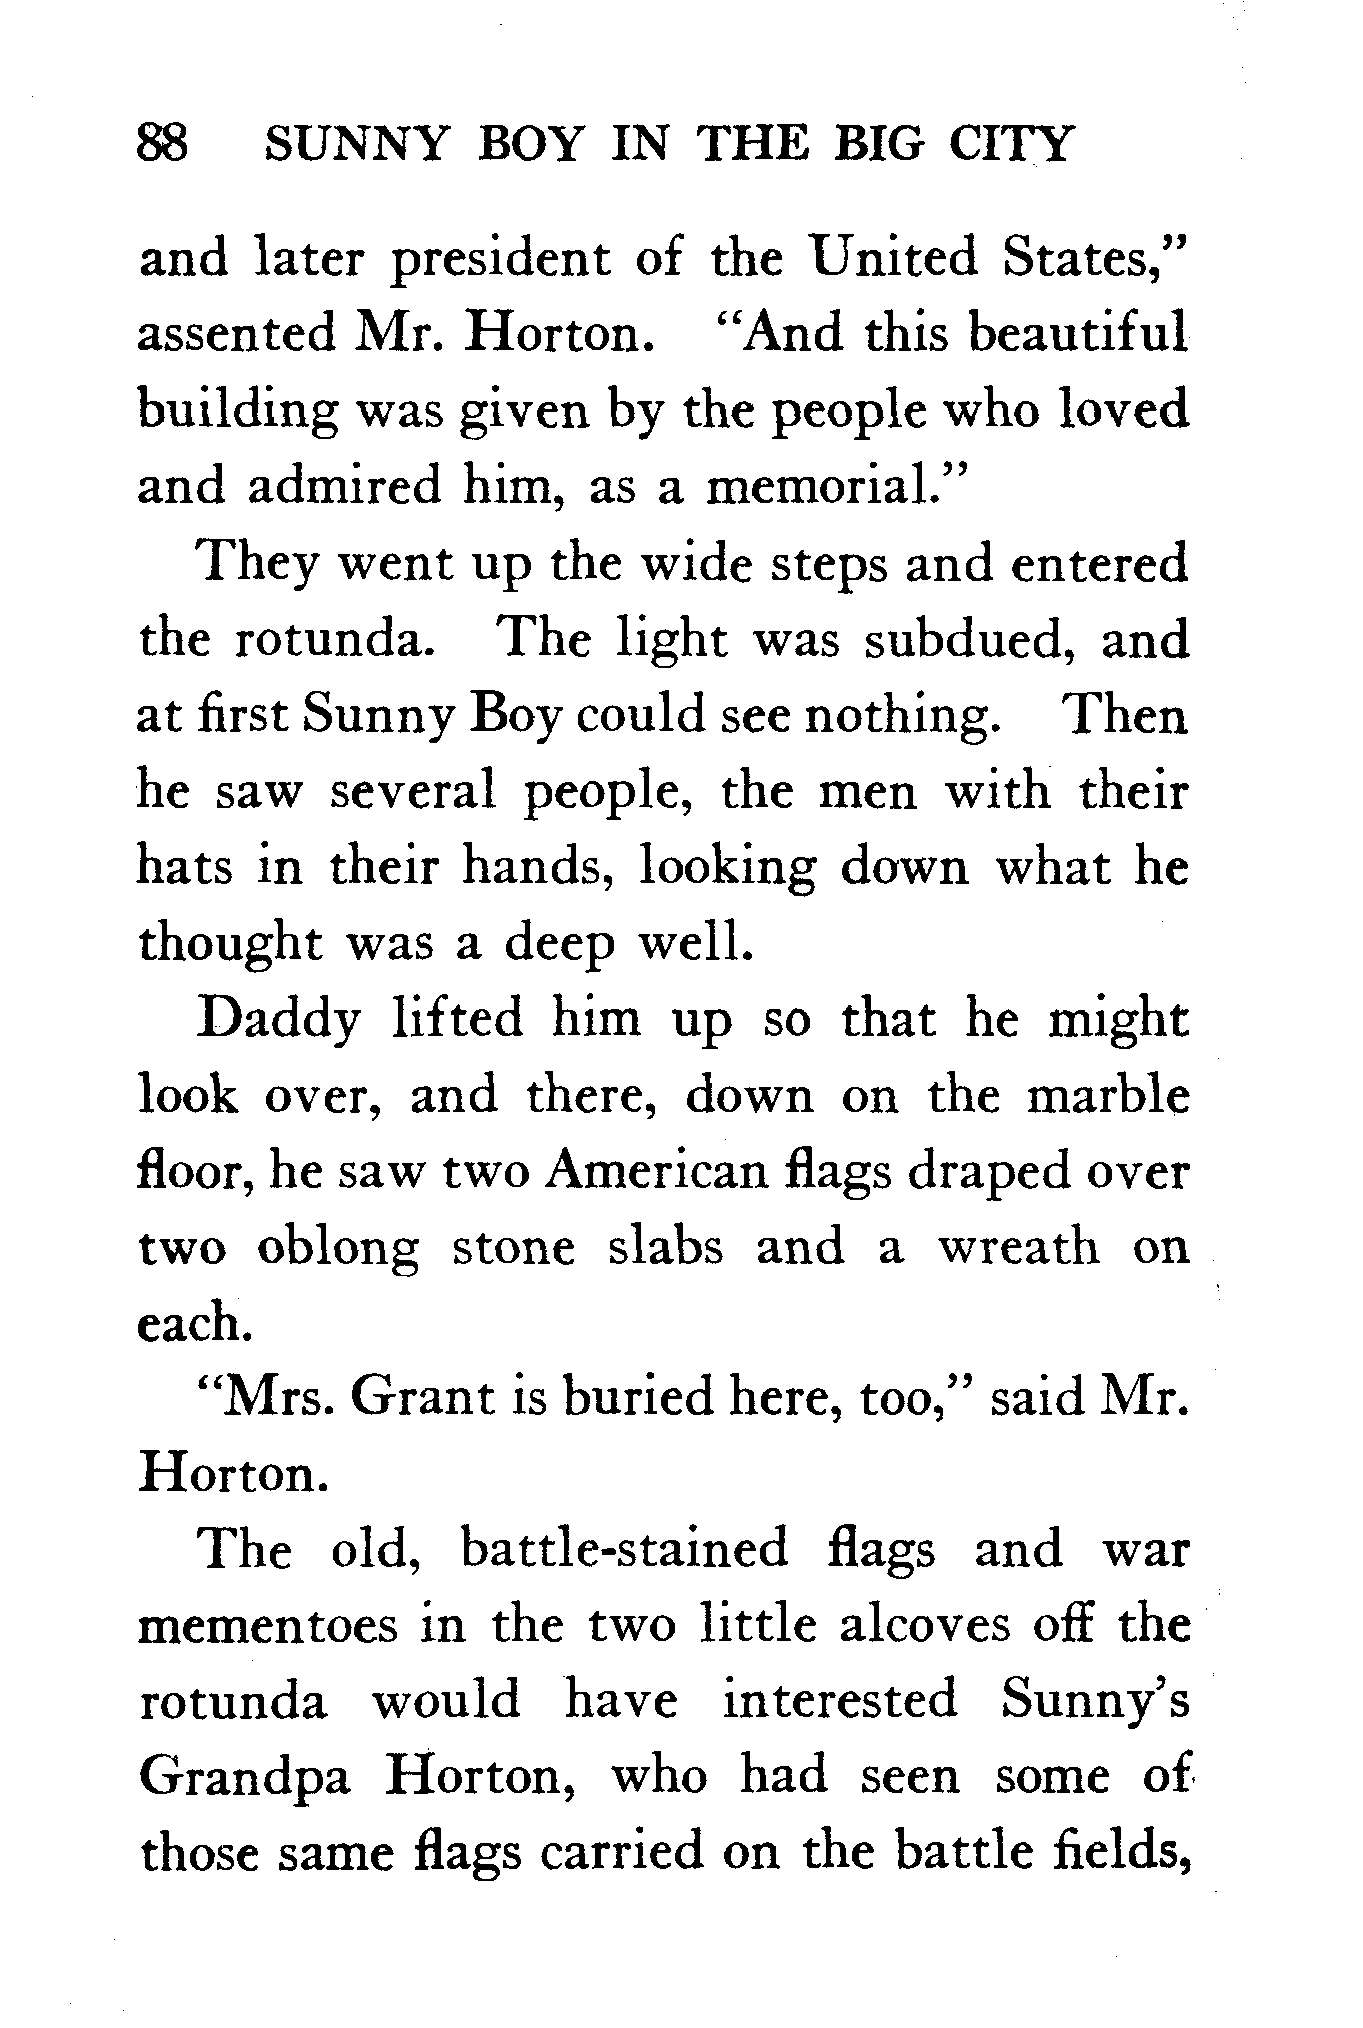 88 SUNNY BOY IN THE BIG CITY
and later president of the United States,”
assented Mr. Horton. “And this beautiful
building was given by the people who loved
and admired him, as a memorial.”
They went up the wide steps and entered
the rotunda. The light was subdued, and
at first Sunny Boy could see nothing. Then
he saw several people, the men with their
hats in their hands, looking down what he
thought was a deep well.
Daddy lifted him up so that he might
look over, and there, down on the marble
floor, he saw two American flags draped over
two oblong stone slabs and a wreath on
each.
“Mrs. Grant is buried here, too,” said Mr.
Horton.
The old, battle-stained flags and war
mementoes in the two little alcoves off the
rotunda would have interested Sunny’s
Grandpa Horton, who had seen some of
those same flags carried on the battle fields,